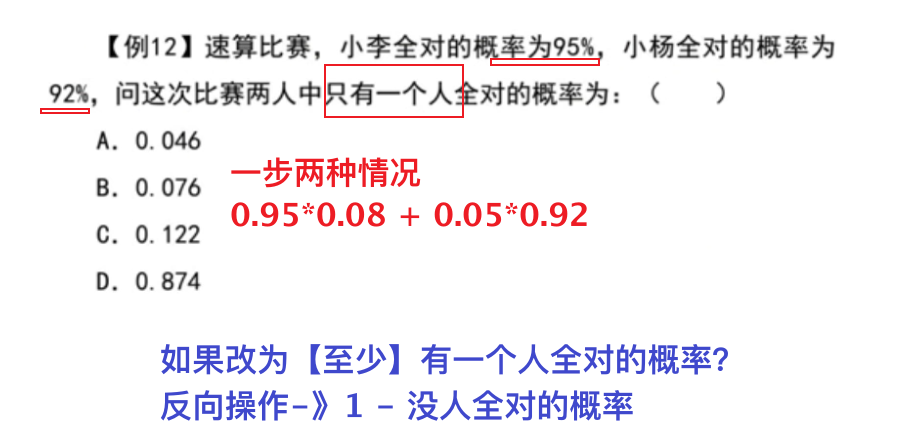 【例12】速算比赛，小李全对的概率为95%，小杨全对的概率为
92%，问这次比赛两人中只有一个人全对的概率为：（　　）
A. 0.046
B. 0.076
C. 0.122
D. 0.874
一步两种情况
0.95*0.08 + 0.05*0.92
如果改为【至少】有一个人全对的概率?
反向操作-》1 - 没人全对的概率